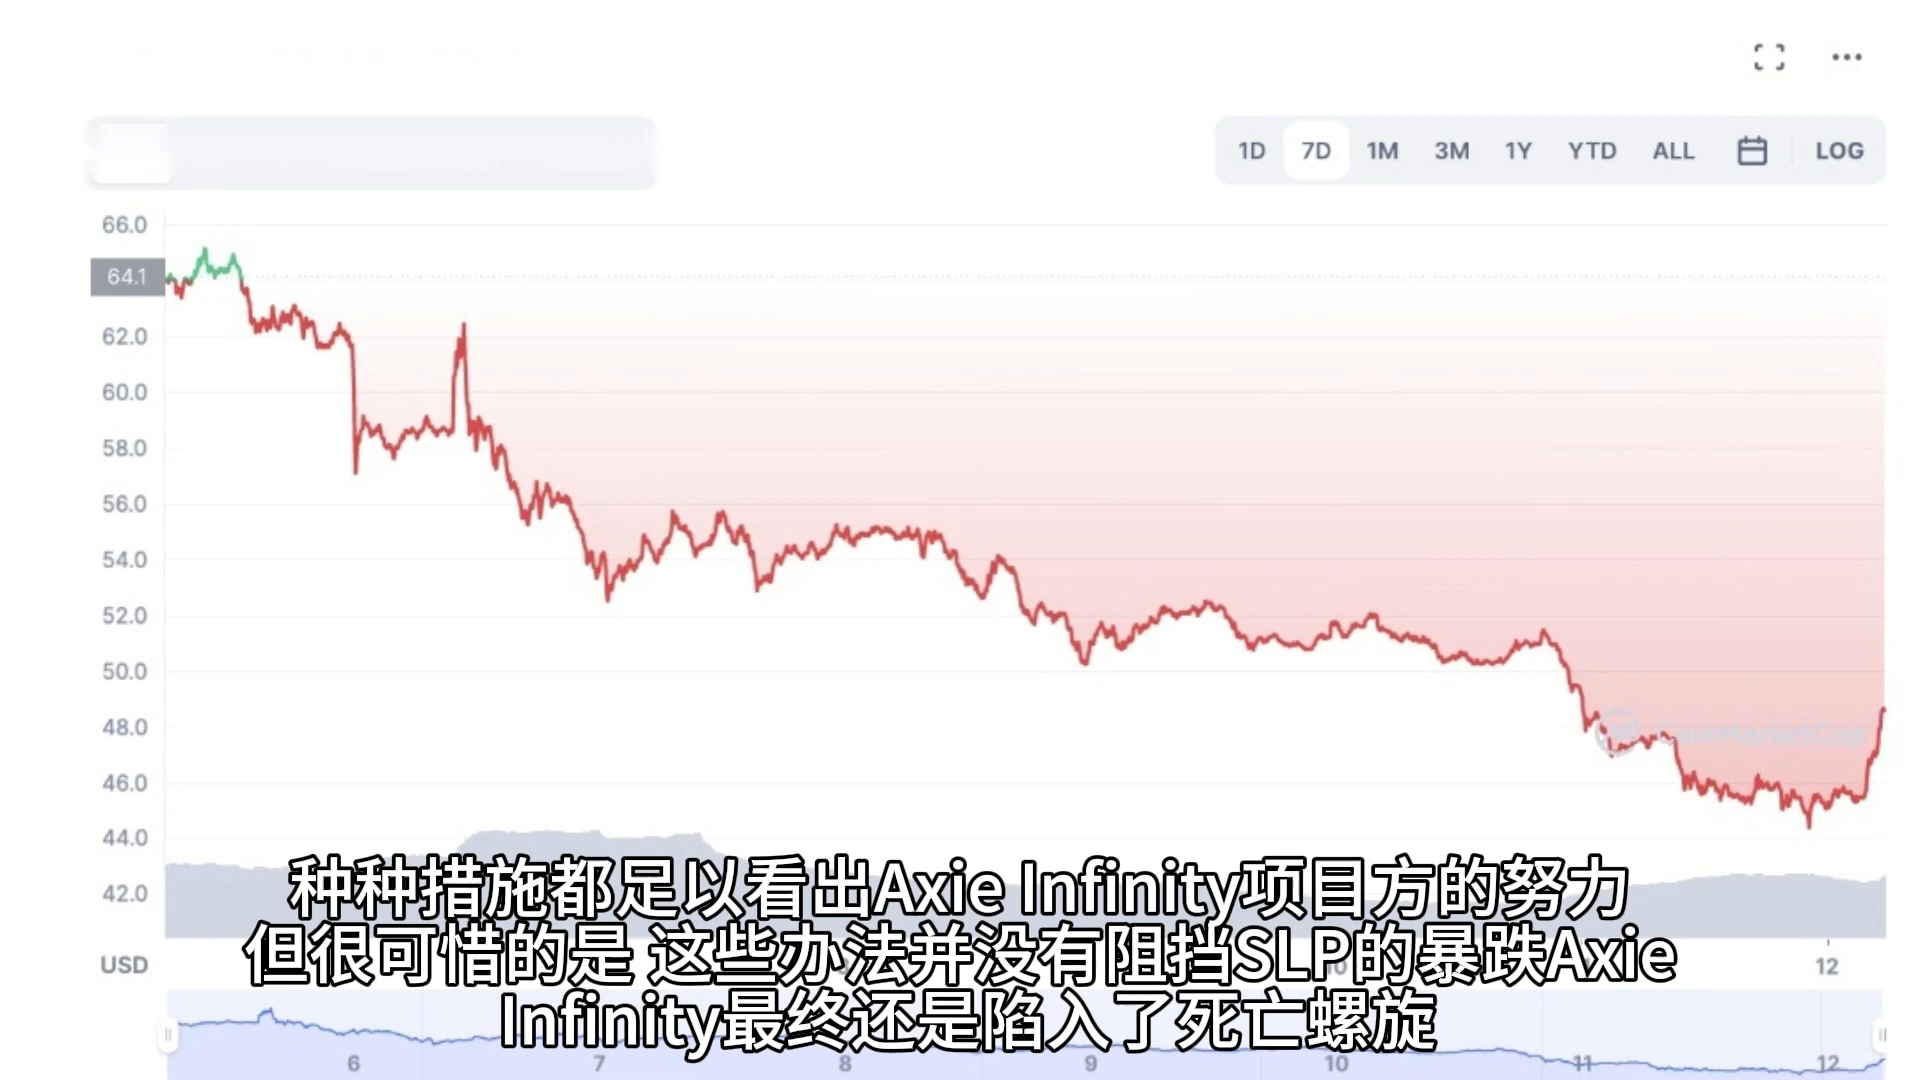 1D 7D 1M 3M 1Y YTD ALL LOG
66.0
64.1
62.0
60.0
58.0
56.0
54.0
52.0
50.0
48.0
CoinMarketCap
46.0
44.0
42.0
种种措施都足以看出Axie Infinity项目方的努力
但很可惜的是 这些办法并没有阻挡SLP的暴跌Axie
Infinity最终还是陷入了死亡螺旋
USD 10 12
6 7 8 9 10 11 12